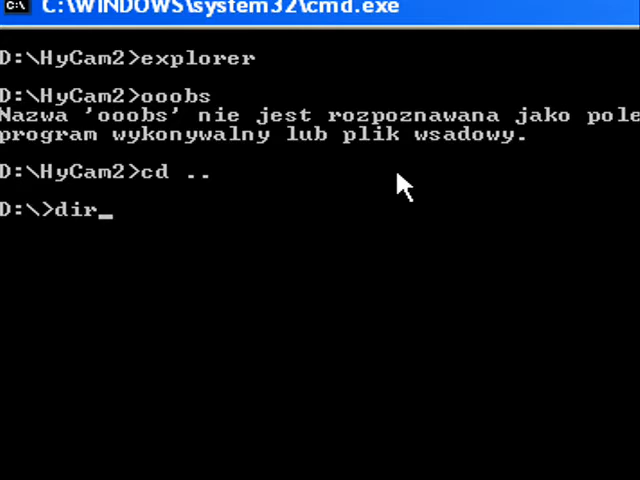 C:\WINDOWS\system32\cmd.exe
D:\HyCam2>explorer
D:\HyCam2>ooobs
Nazwa 'ooobs' nie jest rozpoznawana jako pole
program wykonywalny lub plik wsadowy.
D:\HyCam2>cd ..
D:\>dir_